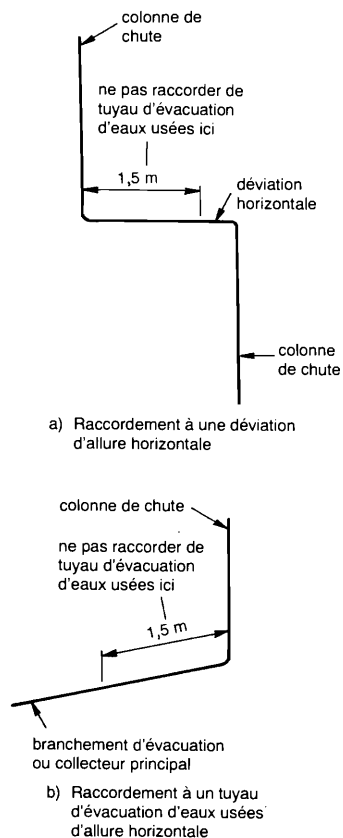 colonne de
chute
ne pas raccorder de
tuyau d'évacuation
d'eaux usées ici
1,5 m
déviation
horizontale
colonne
de chute
a) Raccordement à une déviation
d'allure horizontale
colonne de chute
ne pas raccorder de
tuyau d'évacuation
d'eaux usées ici
1,5 m
branchement d'évacuation
ou collecteur principal
b) Raccordement à un tuyau
d'évacuation d'eaux usées
d'allure horizontale